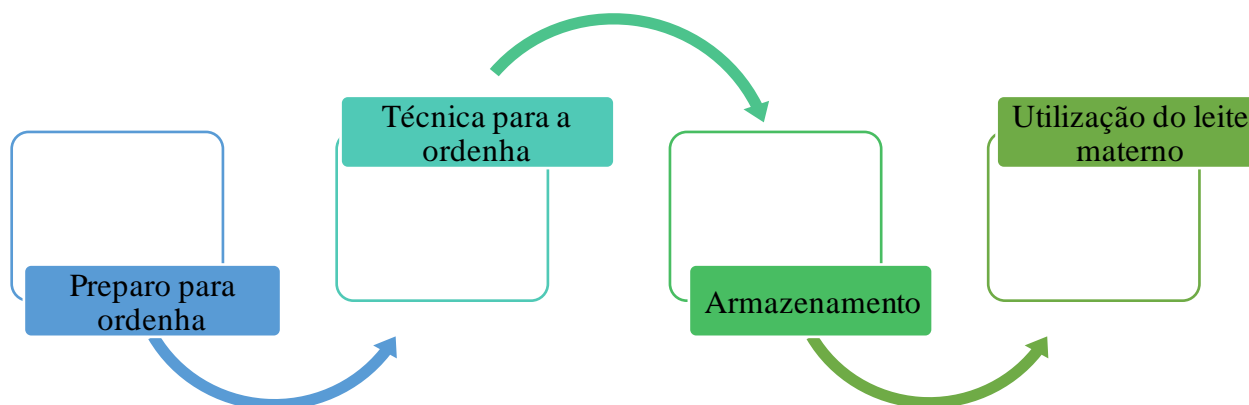 Preparo para
ordenha
Técnica para a
ordenha
Armazenamento
Utilização do leite
materno